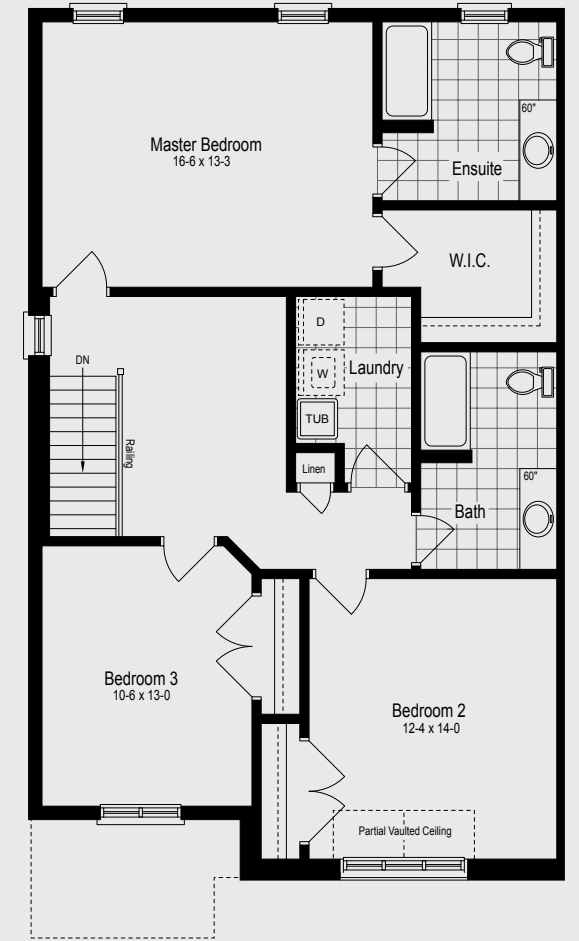 60"
Master Bedroom
16-6 x 13-3
Ensuite
W.I.C.
D
DN
W
Laundry
TUB
Railing
Linen
60"
Bath
Bedroom 3
10-6 x 13-0
Bedroom 2
12-4 x 14-0
Partial Vaulted Ceiling